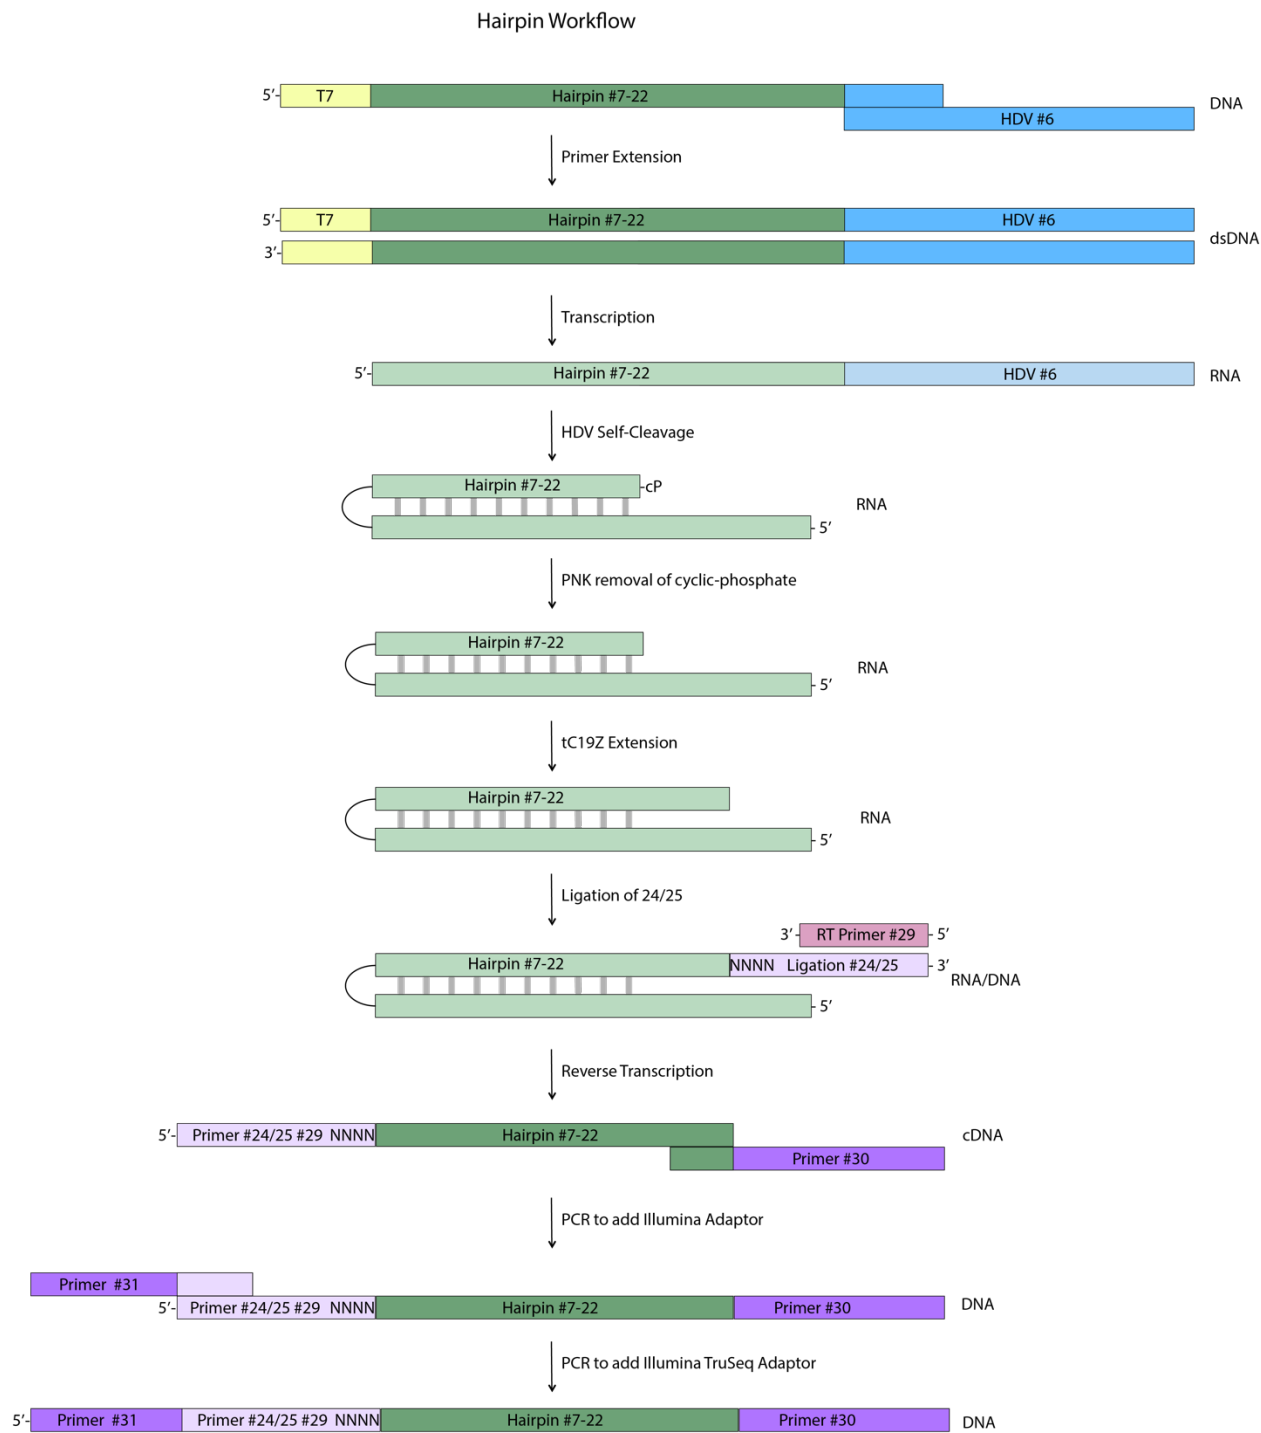 Hairpin Workflow
5’- T7 Hairpin #7-22 DNA
HDV #6
Primer Extension
5’- T7 Hairpin #7-22 HDV #6
dsDNA
3’-
Transcription
5’- Hairpin #7-22 HDV #6 RNA
HDV Self-Cleavage
Hairpin #7-22 -cP
RNA
- 5’
PNK removal of cyclic-phosphate
Hairpin #7-22
RNA
- 5’
tC19Z Extension
Hairpin #7-22
RNA
- 5’
Ligation of 24/25
3’- RT Primer #29 - 5’
Hairpin #7-22 NNNN Ligation #24/25 - 3’
RNA/DNA
- 5’
Reverse Transcription
5’- Primer #24/25 #29 NNNN Hairpin #7-22 cDNA
Primer #30
PCR to add Illumina Adaptor
Primer #31
5’- Primer #24/25 #29 NNNN Hairpin #7-22 Primer #30 DNA
PCR to add Illumina TruSeq Adaptor
5’- Primer #31 Primer #24/25 #29 NNNN Hairpin #7-22 Primer #30 DNA